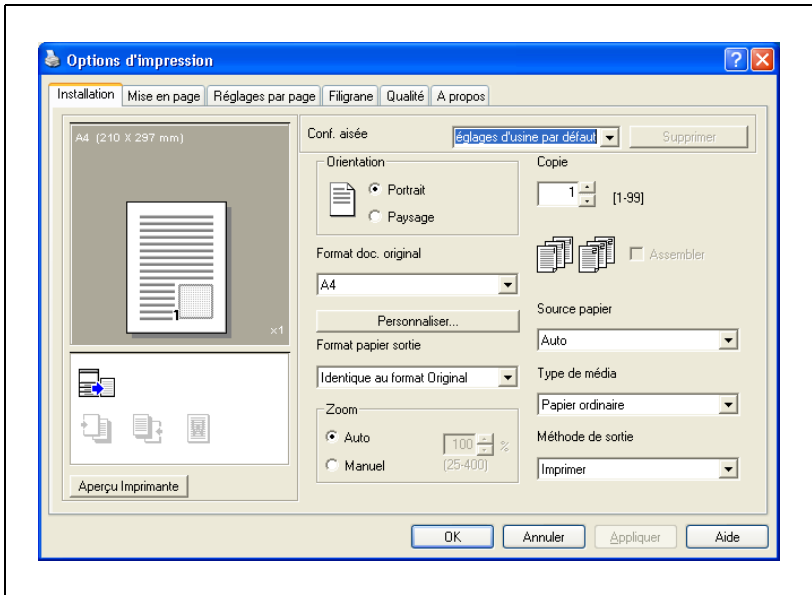 Options d'impression
Installation
Mise en page
Réglages par page
Filigrane
Qualité
A propos
A4 (210 X 297 mm)
1
x1
Aperçu Imprimante
Conf. aisée
églages d'usine par défaut
Supprimer
Orientation
Portrait
Paysage
Format doc. original
A4
Personnaliser...
Format papier sortie
Identique au format Original
Zoom
Auto
100 %
Manuel
(25-400)
Copie
1 [1-99]
Assembler
Source papier
Auto
Type de média
Papier ordinaire
Méthode de sortie
Imprimer
OK
Annuler
Appliquer
Aide